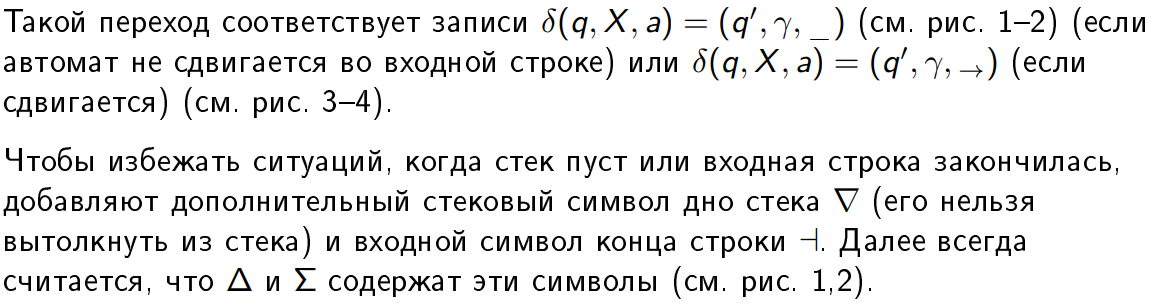 Такой переход соответствует записи δ(q, X, a) = (q′, γ, _) (см. рис. 1–2) (если
автомат не сдвигается во входной строке) или δ(q, X, a) = (q′, γ, →) (если
сдвигается) (см. рис. 3–4).
Чтобы избежать ситуаций, когда стек пуст или входная строка закончилась,
добавляют дополнительный стековый символ дно стека ∇ (его нельзя
вытолкнуть из стека) и входной символ конца строки ⊣. Далее всегда
считается, что Δ и Σ содержат эти символы (см. рис. 1,2).